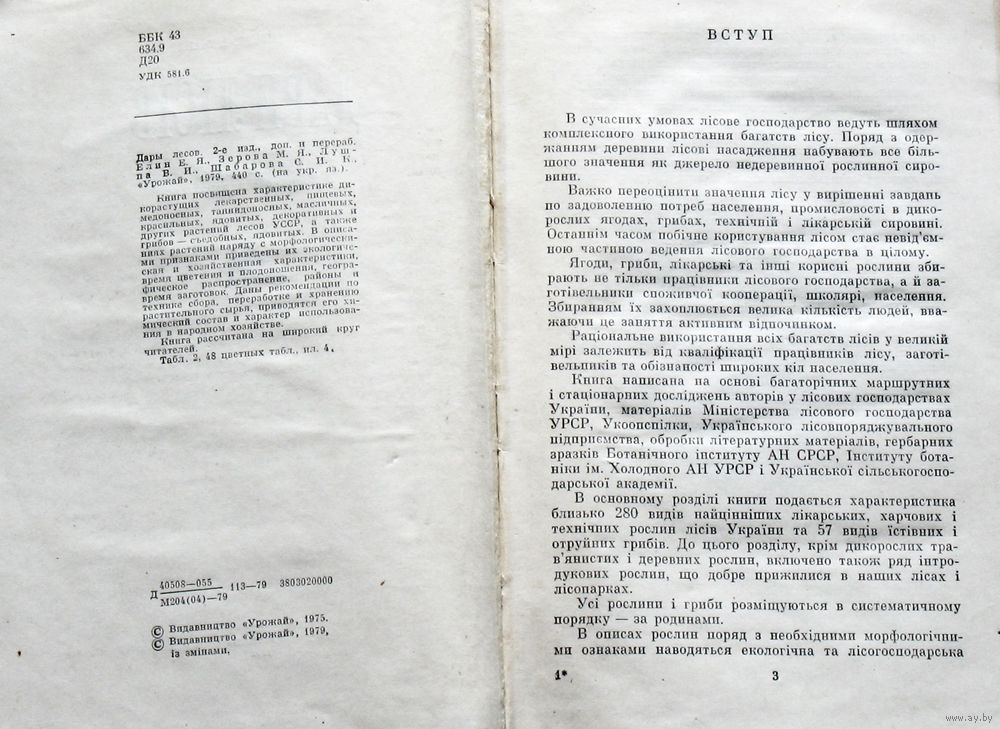 ББК 43
634.9
Д20
УДК 581.6
Дары лесов. 2-е изд., доп. и перераб.
Елин Е. Я., Зерова М. Я., Луш-
па В. И., Шабарова С. И. К.,
«Урожай», 1979, 440 с. (на укр. яз.).
Книга посвящена характеристике ди-
корастущих лекарственных, пищевых,
медоносных, таннидоносных, масличных,
красильных, ядовитых, декоративных и
других растений лесов УССР, а также
грибов — съедобных, ядовитых. В описа-
ниях растений наряду с морфологически-
ми признаками приведены их экологиче-
ская и хозяйственная характеристики,
время цветения и плодоношения, геогра-
фическое распространение, районы и
время заготовок. Даны рекомендации по
технике сбора, переработке и хранению
растительного сырья, приводятся его хи-
мический состав и характер использова-
ния в народном хозяйстве.
Книга рассчитана на широкий круг
читателей.
Табл. 2, 48 цветных табл., ил. 4.
Д 40508—055
М204(04)—79 113—79 3803020000
© Видавництво «Урожай», 1975.
© Видавництво «Урожай», 1979,
із змінами.
ВСТУП
В сучасних умовах лісове господарство ведуть шляхом
комплексного використання багатств лісу. Поряд з одер-
жанням деревини лісові насадження набувають все біль-
шого значення як джерело недеревинної рослинної сиро-
вини.
Важко переоцінити значення лісу у вирішенні завдань
по задоволенню потреб населення, промисловості в дико-
рослих ягодах, грибах, технічній і лікарській сировині.
Останнім часом побічне користування лісом стає невід'єм-
ною частиною ведення лісового господарства в цілому.
Ягоди, гриби, лікарські та інші корисні рослини зби-
рають не тільки працівники лісового господарства, а й за-
готівельники споживчої кооперації, школярі, населення.
Збиранням їх захоплюється велика кількість людей, вва-
жаючи це заняття активним відпочинком.
Раціональне використання всіх багатств лісів у великій
мірі залежить від кваліфікації працівників лісу, заготі-
вельників та обізнаності широких кіл населення.
Книга написана на основі багаторічних маршрутних
і стаціонарних досліджень авторів у лісових господарствах
України, матеріалів Міністерства лісового господарства
УРСР, Укоопспілки, Українського лісовпоряджувального
підприємства, обробки літературних матеріалів, гербарних
зразків Ботанічного інституту АН СРСР, Інституту бота-
ніки ім. Холодного АН УРСР і Української сільськогоспо-
дарської академії.
В основному розділі книги подається характеристика
близько 280 видів найцінніших лікарських, харчових і
технічних рослин лісів України та 57 видів їстівних і
отруйних грибів. До цього розділу, крім дикорослих тра-
в'янистих і деревних рослин, включено також ряд інтро-
дукованих рослин, що добре прижилися в наших лісах і
лісопарках.
Усі рослини і гриби розміщуються в систематичному
порядку — за родинами.
В описах рослин поряд з необхідними морфологічни-
ми ознаками наводяться екологічна та лісогосподарська
1* 3
www.ay.by